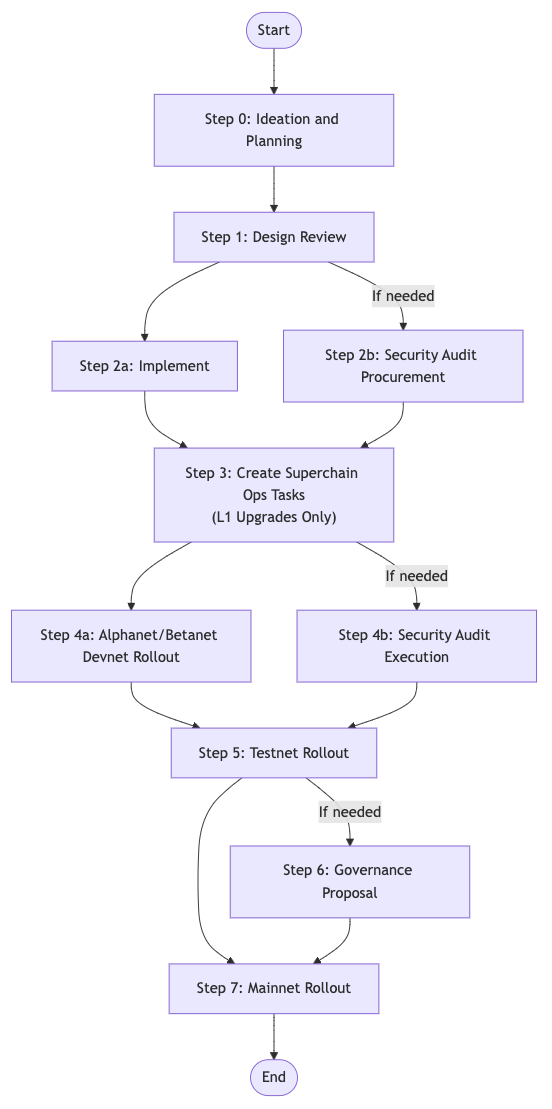 Start
Step 0: Ideation and
Planning
Step 1: Design Review
If needed
Step 2a: Implement
Step 2b: Security Audit
Procurement
Step 3: Create Superchain
Ops Tasks
(L1 Upgrades Only)
If needed
Step 4a: Alphanet/Betanet
Devnet Rollout
Step 4b: Security Audit
Execution
Step 5: Testnet Rollout
If needed
Step 6: Governance
Proposal
Step 7: Mainnet Rollout
End